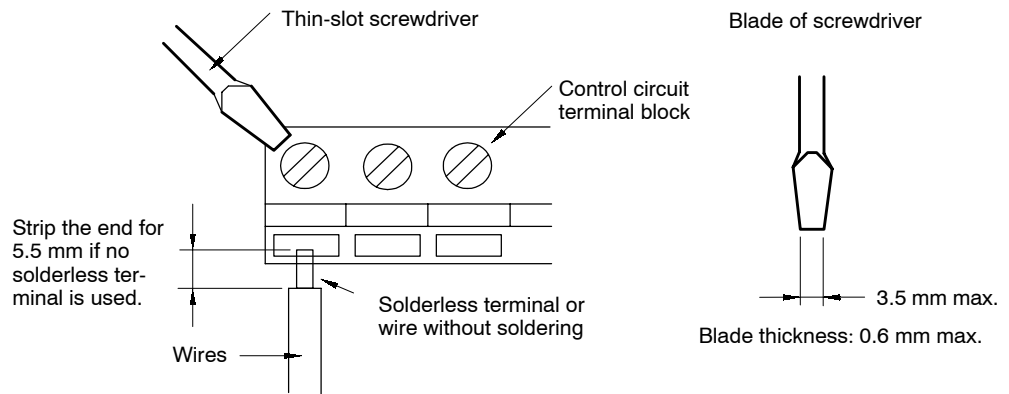 Thin-slot screwdriver
Blade of screwdriver
Control circuit
terminal block
Strip the end for
5.5 mm if no
solderless ter-
minal is used.
Solderless terminal or
wire without soldering
Wires
3.5 mm max.
Blade thickness: 0.6 mm max.